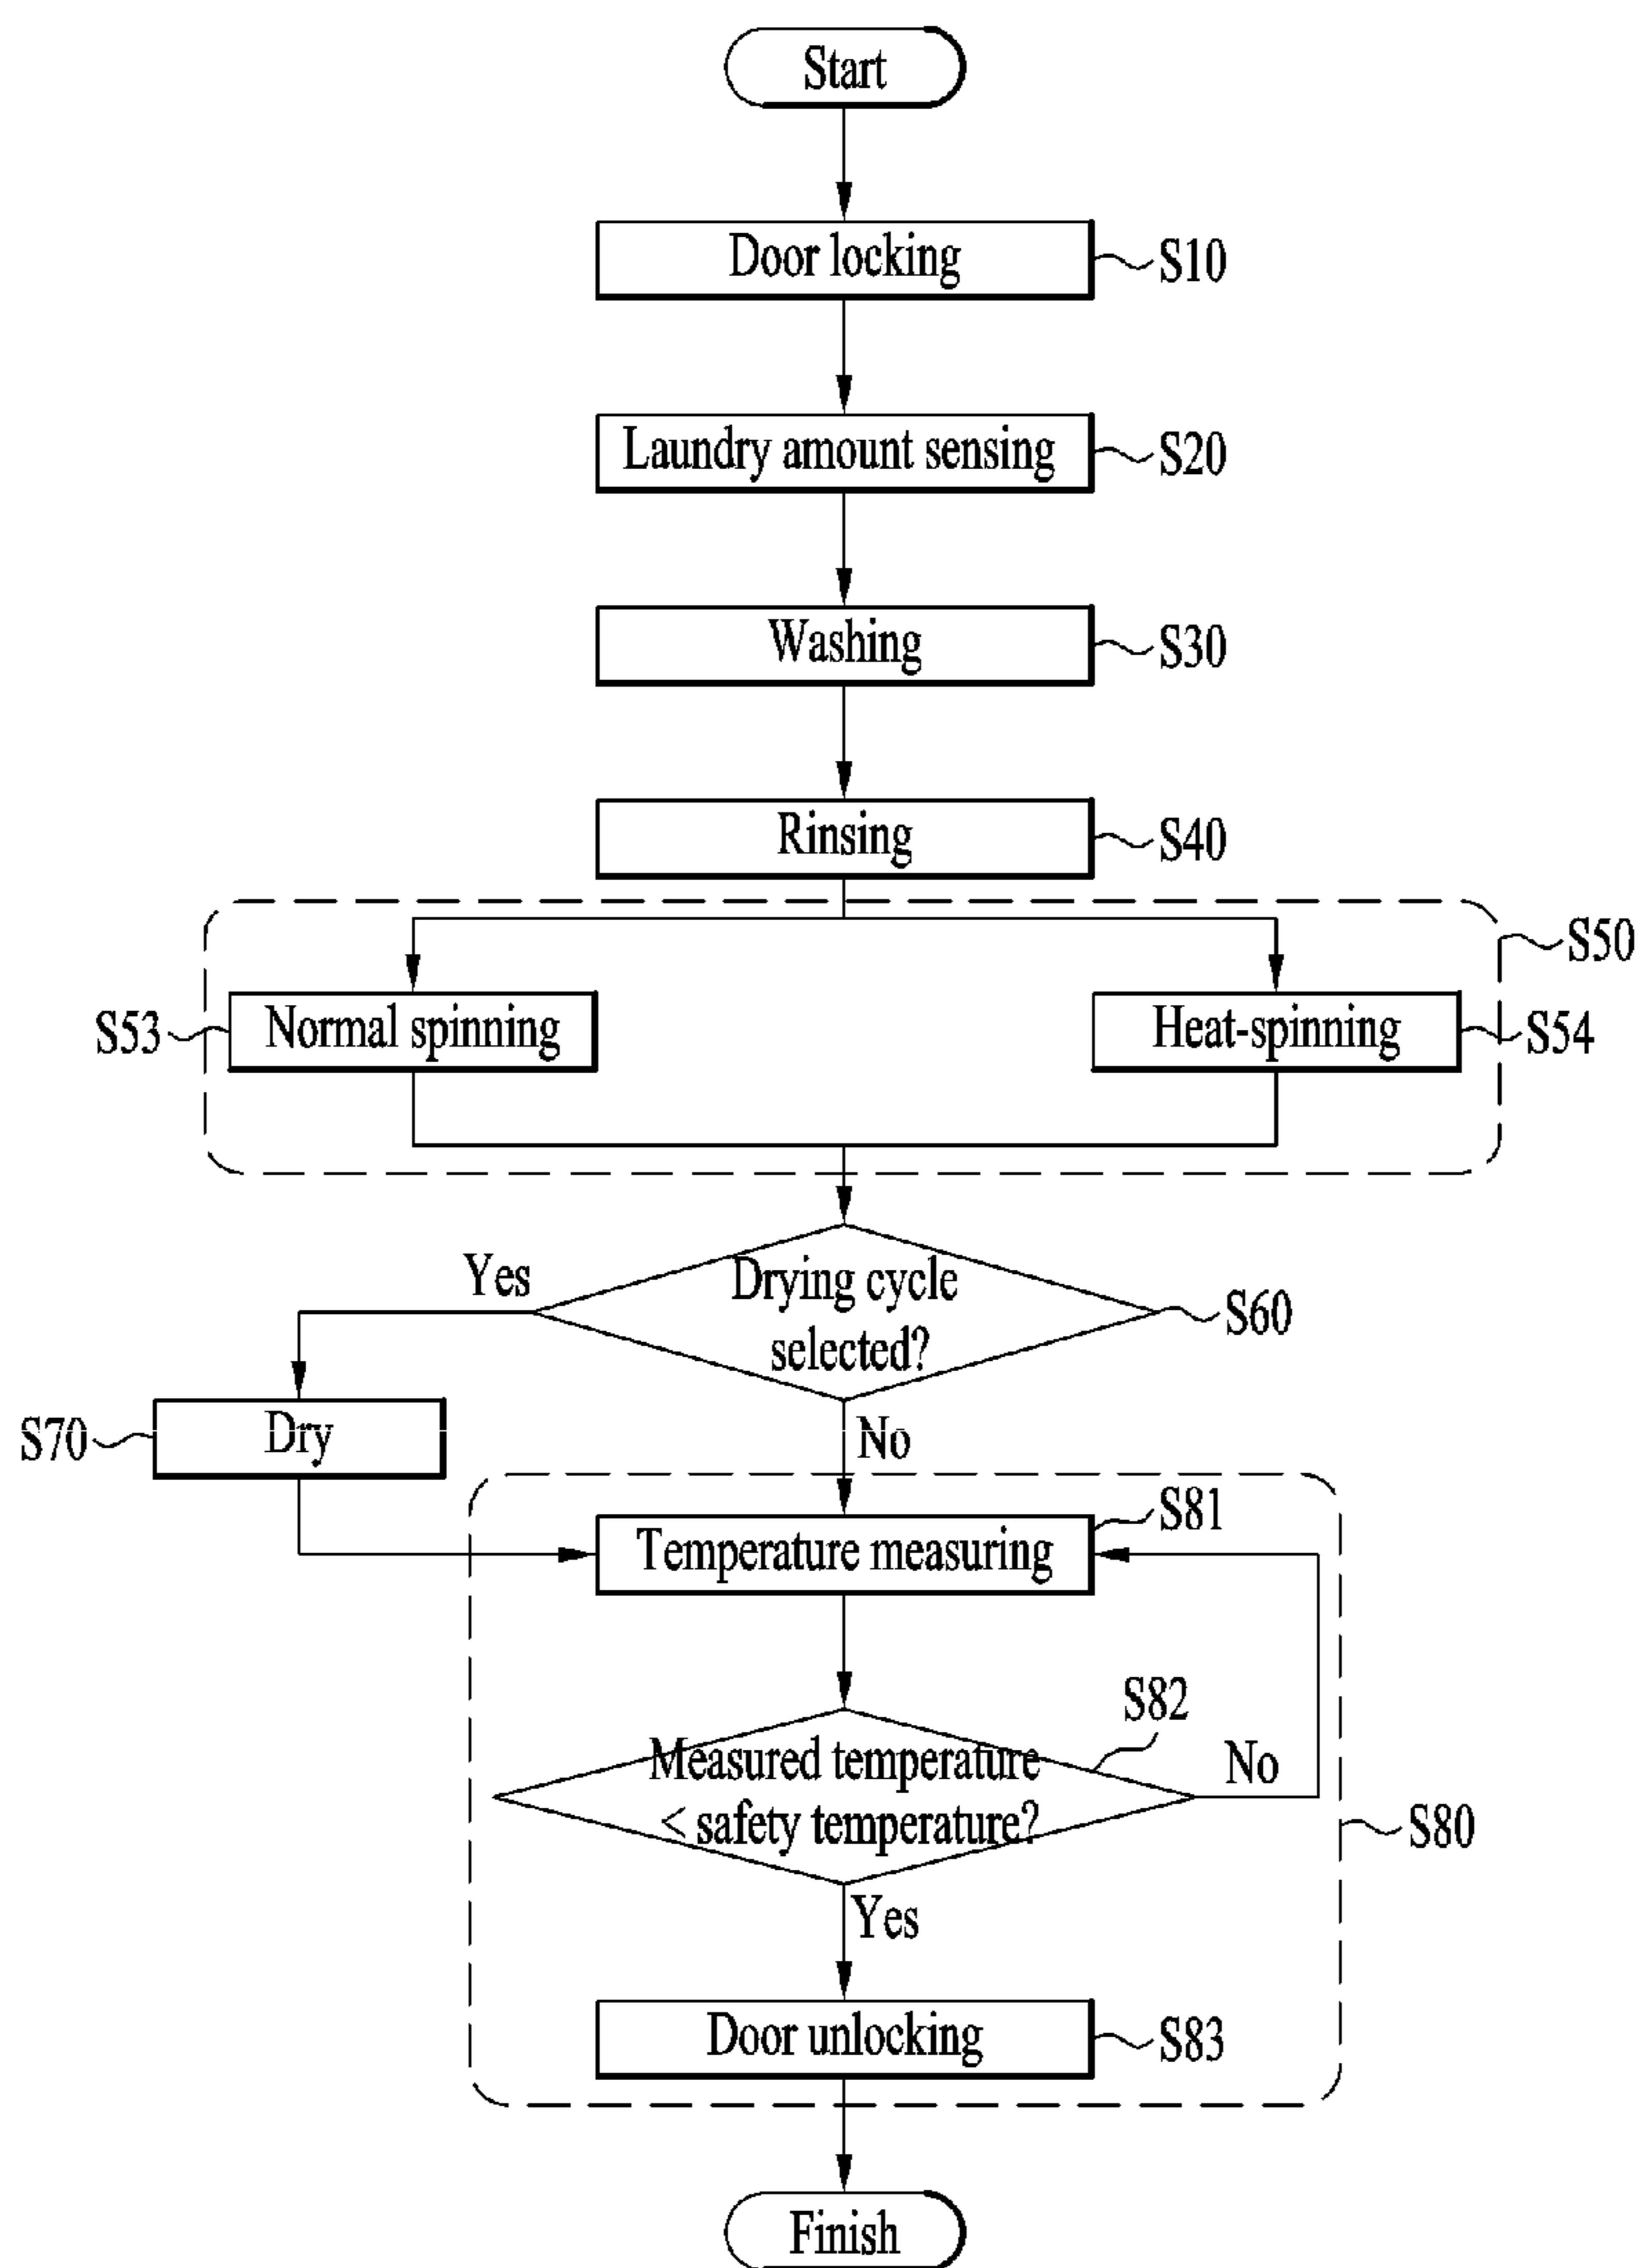 Start
Door locking
S10
Laundry amount sensing
S20
Washing
S30
Rinsing
S40
S50
S53
Normal spinning
Heat-spinning
S54
Yes
Drying cycle
selected?
S60
S70
Dry
No
S81
Temperature measuring
S82
Measured temperature
< safety temperature?
No
S80
Yes
Door unlocking
S83
Finish